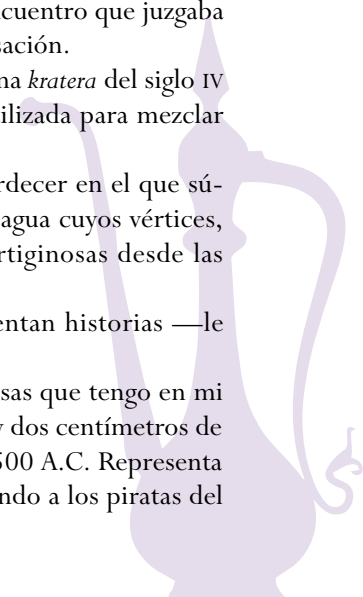 cuentro que juzgaba
sación.
na kratera del siglo IV
ilizada para mezclar
rdecer en el que sú-
agua cuyos vértices,
rtiginosas desde las
entan historias —le
sas que tengo en mi
y dos centímetros de
500 A.C. Representa
ndo a los piratas del